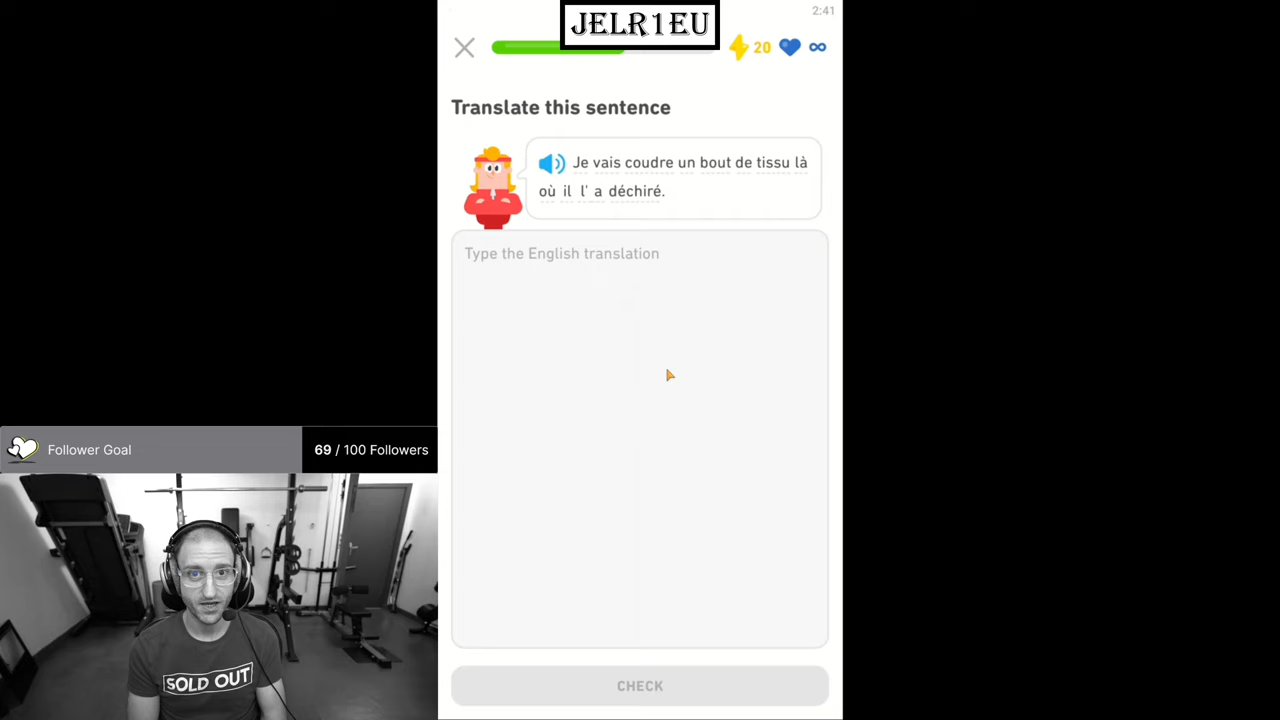 JELR1EU
2:41
20 ∞
Translate this sentence
Je vais coudre un bout de tissu là
où il l' a déchiré.
Type the English translation
Follower Goal 69 / 100 Followers
SOLD OUT
CHECK